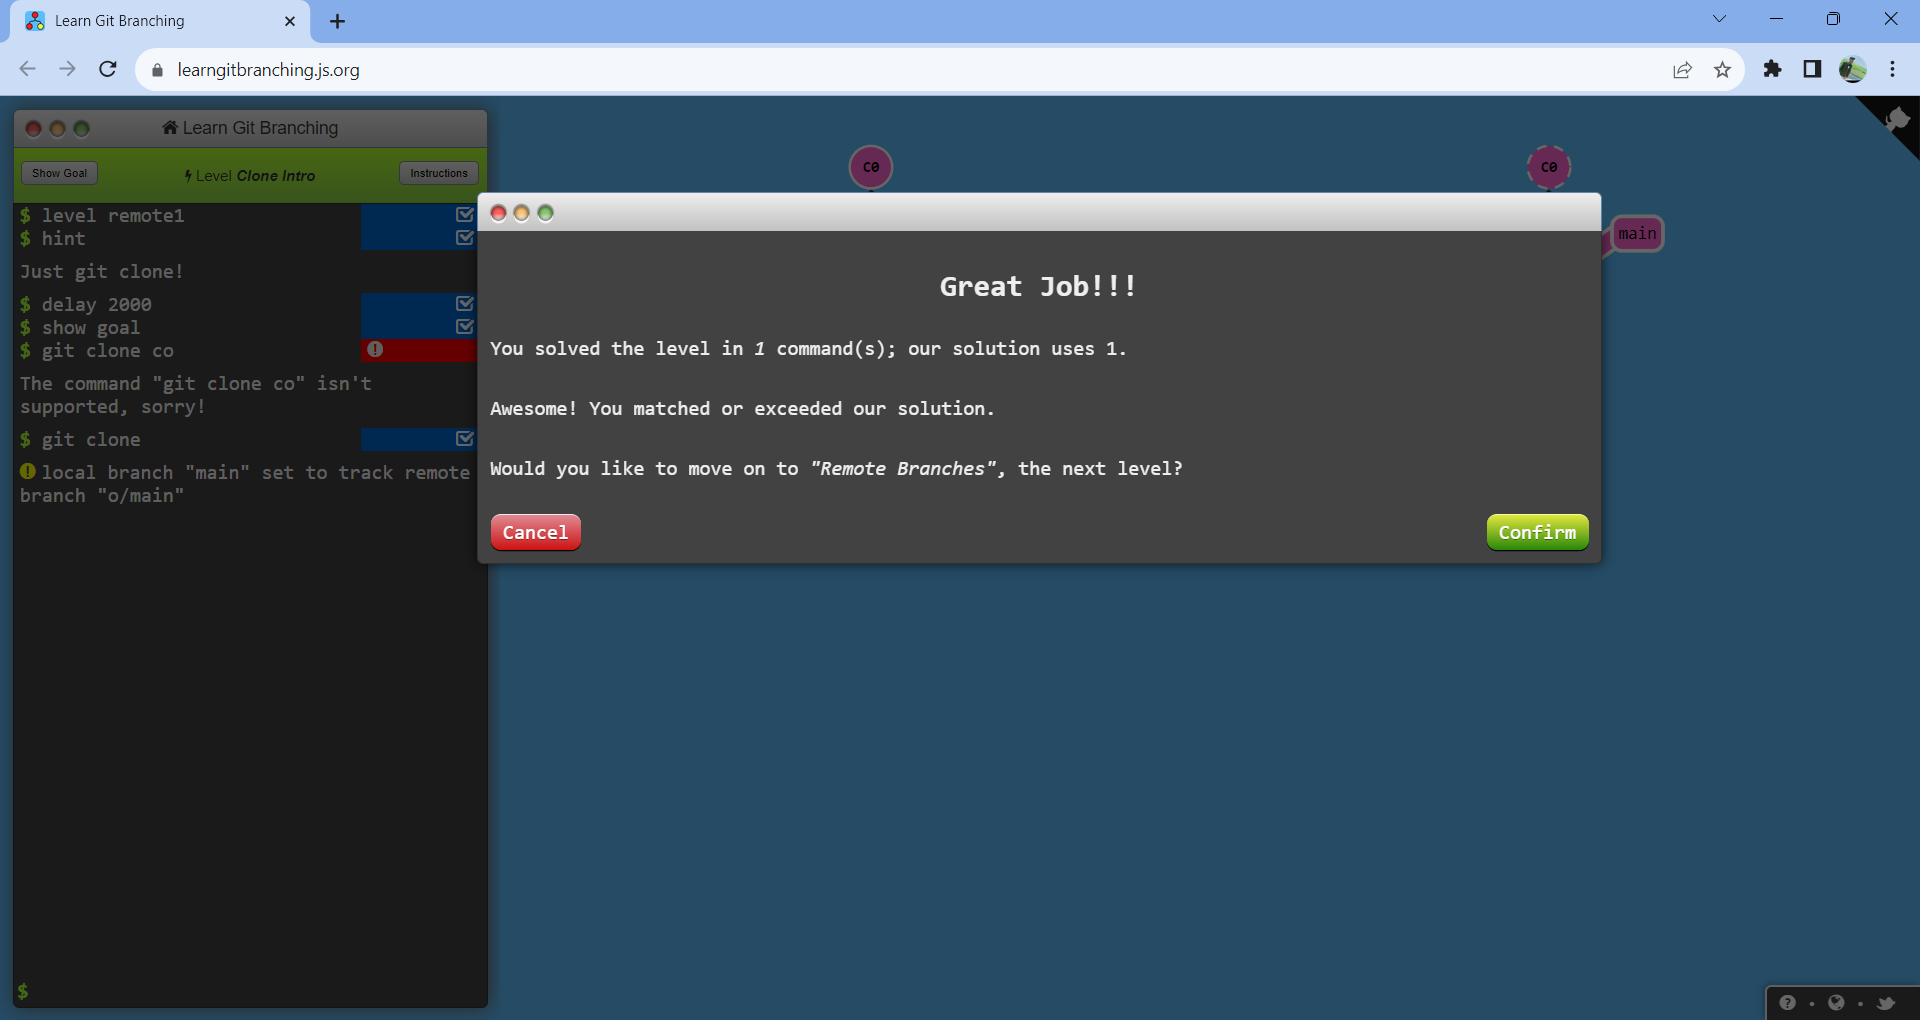 Learn Git Branching
learngitbranching.js.org
Learn Git Branching
Show Goal
Level Clone Intro
Instructions
$ level remote1
$ hint
Just git clone!
$ delay 2000
$ show goal
$ git clone co
The command "git clone co" isn't
supported, sorry!
$ git clone
local branch "main" set to track remote
branch "o/main"
$
C0
C0
main
Great Job!!!
You solved the level in 1 command(s); our solution uses 1.
Awesome! You matched or exceeded our solution.
Would you like to move on to "Remote Branches", the next level?
Cancel
Confirm